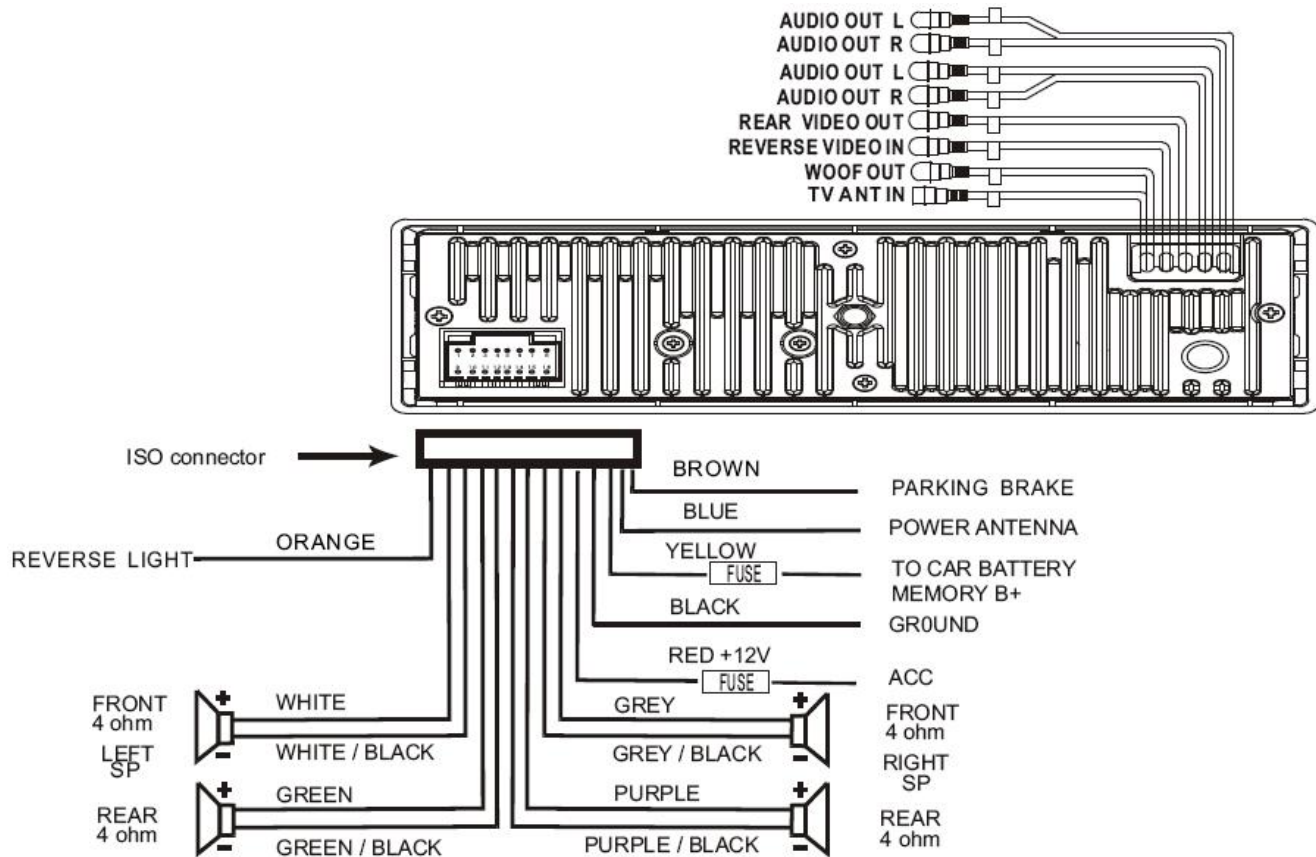 AUDIO OUT L
AUDIO OUT R
AUDIO OUT L
AUDIO OUT R
REAR VIDEO OUT
REVERSE VIDEO IN
WOOF OUT
TV ANT IN
ISO connector
BROWN
PARKING BRAKE
BLUE
POWER ANTENNA
REVERSE LIGHT
ORANGE
YELLOW
FUSE
TO CAR BATTERY
MEMORY B+
BLACK
GR0UND
RED +12V
FUSE
ACC
FRONT
4 ohm
LEFT
SP
+
-
WHITE
WHITE / BLACK
GREY
GREY / BLACK
+
-
FRONT
4 ohm
RIGHT
SP
REAR
4 ohm
+
-
GREEN
GREEN / BLACK
PURPLE
PURPLE / BLACK
+
-
REAR
4 ohm